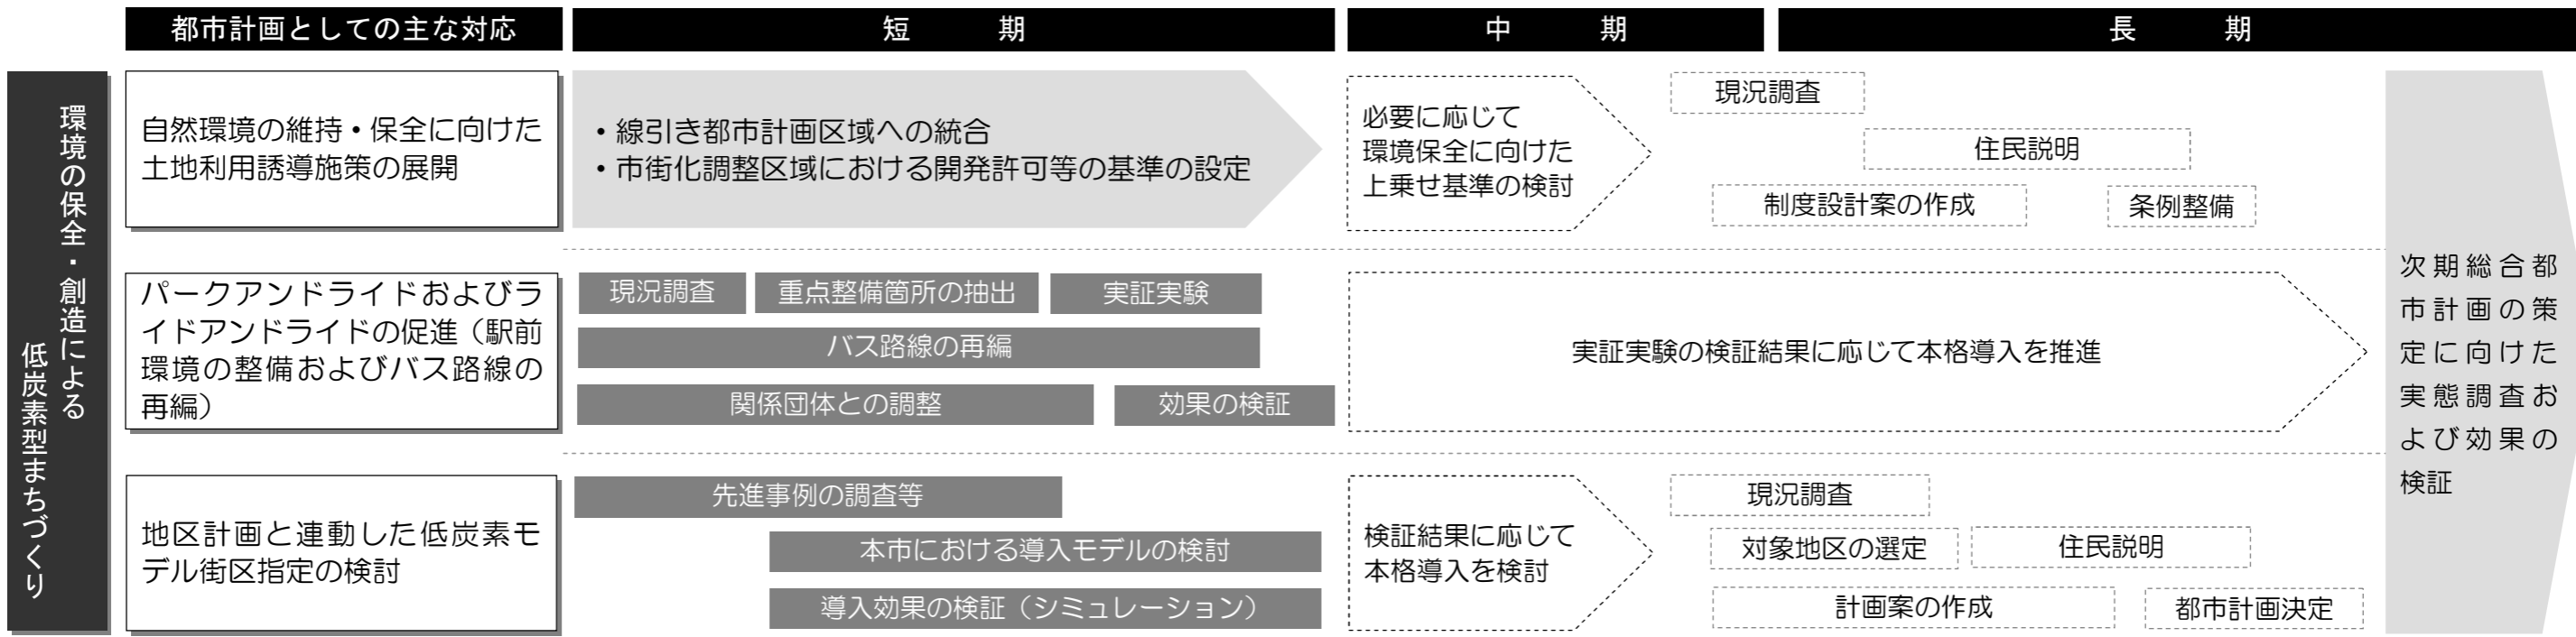 都市計画としての主な対応
短期
中期
長期
環境の保全・創造による
低炭素型まちづくり
自然環境の維持・保全に向けた
土地利用誘導施策の展開
・線引き都市計画区域への統合
・市街化調整区域における開発許可等の基準の設定
必要に応じて
環境保全に向けた
上乗せ基準の検討
現況調査
住民説明
制度設計案の作成
条例整備
パークアンドライドおよびラ
イドアンドライドの促進（駅前
環境の整備およびバス路線の
再編）
現況調査
重点整備箇所の抽出
実証実験
バス路線の再編
関係団体との調整
効果の検証
実証実験の検証結果に応じて本格導入を推進
地区計画と連動した低炭素モ
デル街区指定の検討
先進事例の調査等
本市における導入モデルの検討
導入効果の検証（シミュレーション）
検証結果に応じて
本格導入を検討
現況調査
対象地区の選定
住民説明
計画案の作成
都市計画決定
次期総合都
市計画の策
定に向けた
実態調査お
よび効果の
検証